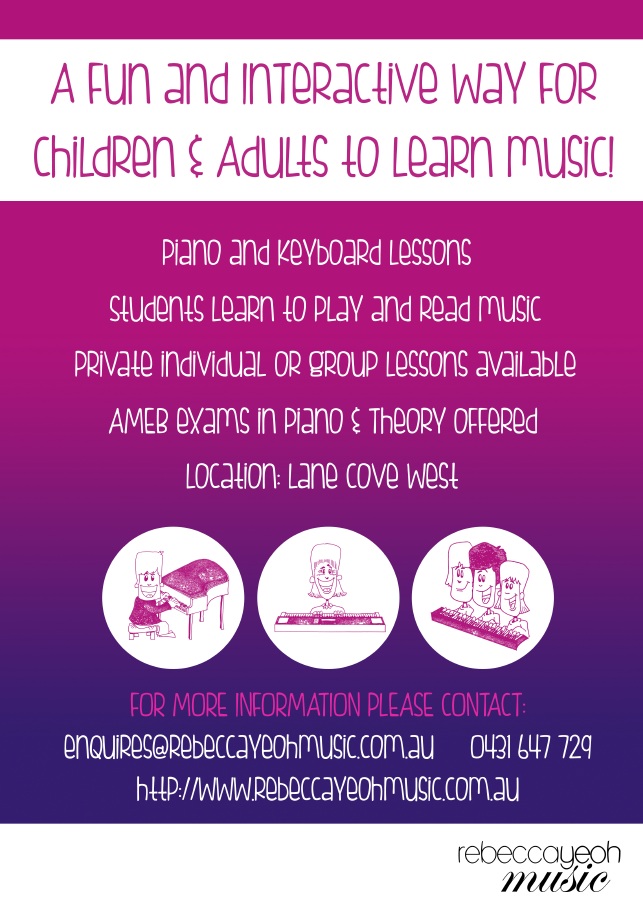 A Fun and Interactive Way for
Children & Adults to Learn Music!
Piano and Keyboard Lessons
Students Learn to Play and Read Music
Private Individual or Group Lessons available
AMEB exams in Piano & Theory Offered
Location: Lane Cove West
FOR MORE INFORMATION PLEASE CONTACT:
enquires@rebeccayeohmusic.com.au 0431 647 729
http://www.rebeccayeohmusic.com.au
rebeccayeoh
music